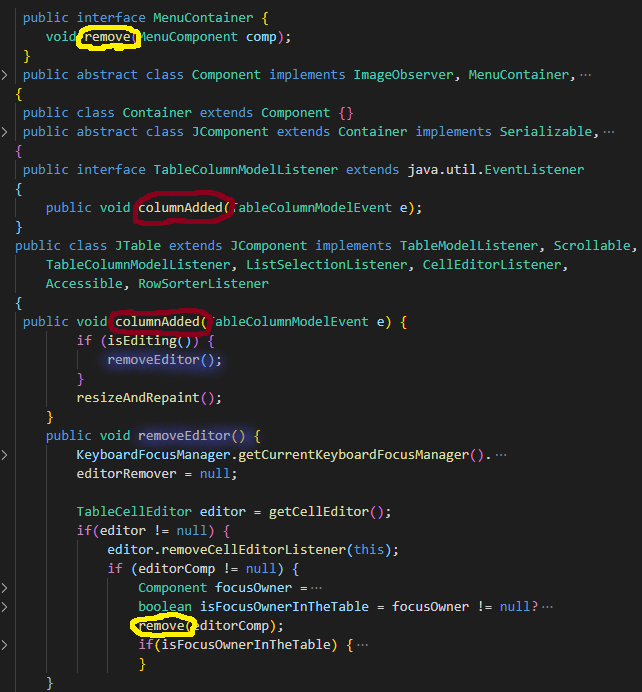 public interface MenuContainer {
void remove(MenuComponent comp);
}
public abstract class Component implements ImageObserver, MenuContainer,…
{
public class Container extends Component {}
public abstract class JComponent extends Container implements Serializable,…
{
public interface TableColumnModelListener extends java.util.EventListener
{
public void columnAdded(TableColumnModelEvent e);
}
public class JTable extends JComponent implements TableModelListener, Scrollable,
TableColumnModelListener, ListSelectionListener, CellEditorListener,
Accessible, RowSorterListener
{
public void columnAdded(TableColumnModelEvent e) {
if (isEditing()) {
removeEditor();
}
resizeAndRepaint();
}
public void removeEditor() {
KeyboardFocusManager.getCurrentKeyboardFocusManager().…
editorRemover = null;
TableCellEditor editor = getCellEditor();
if(editor != null) {
editor.removeCellEditorListener(this);
if (editorComp != null) {
Component focusOwner =…
boolean isFocusOwnerInTheTable = focusOwner != null?…
remove(editorComp);
if(isFocusOwnerInTheTable) {…
}
}